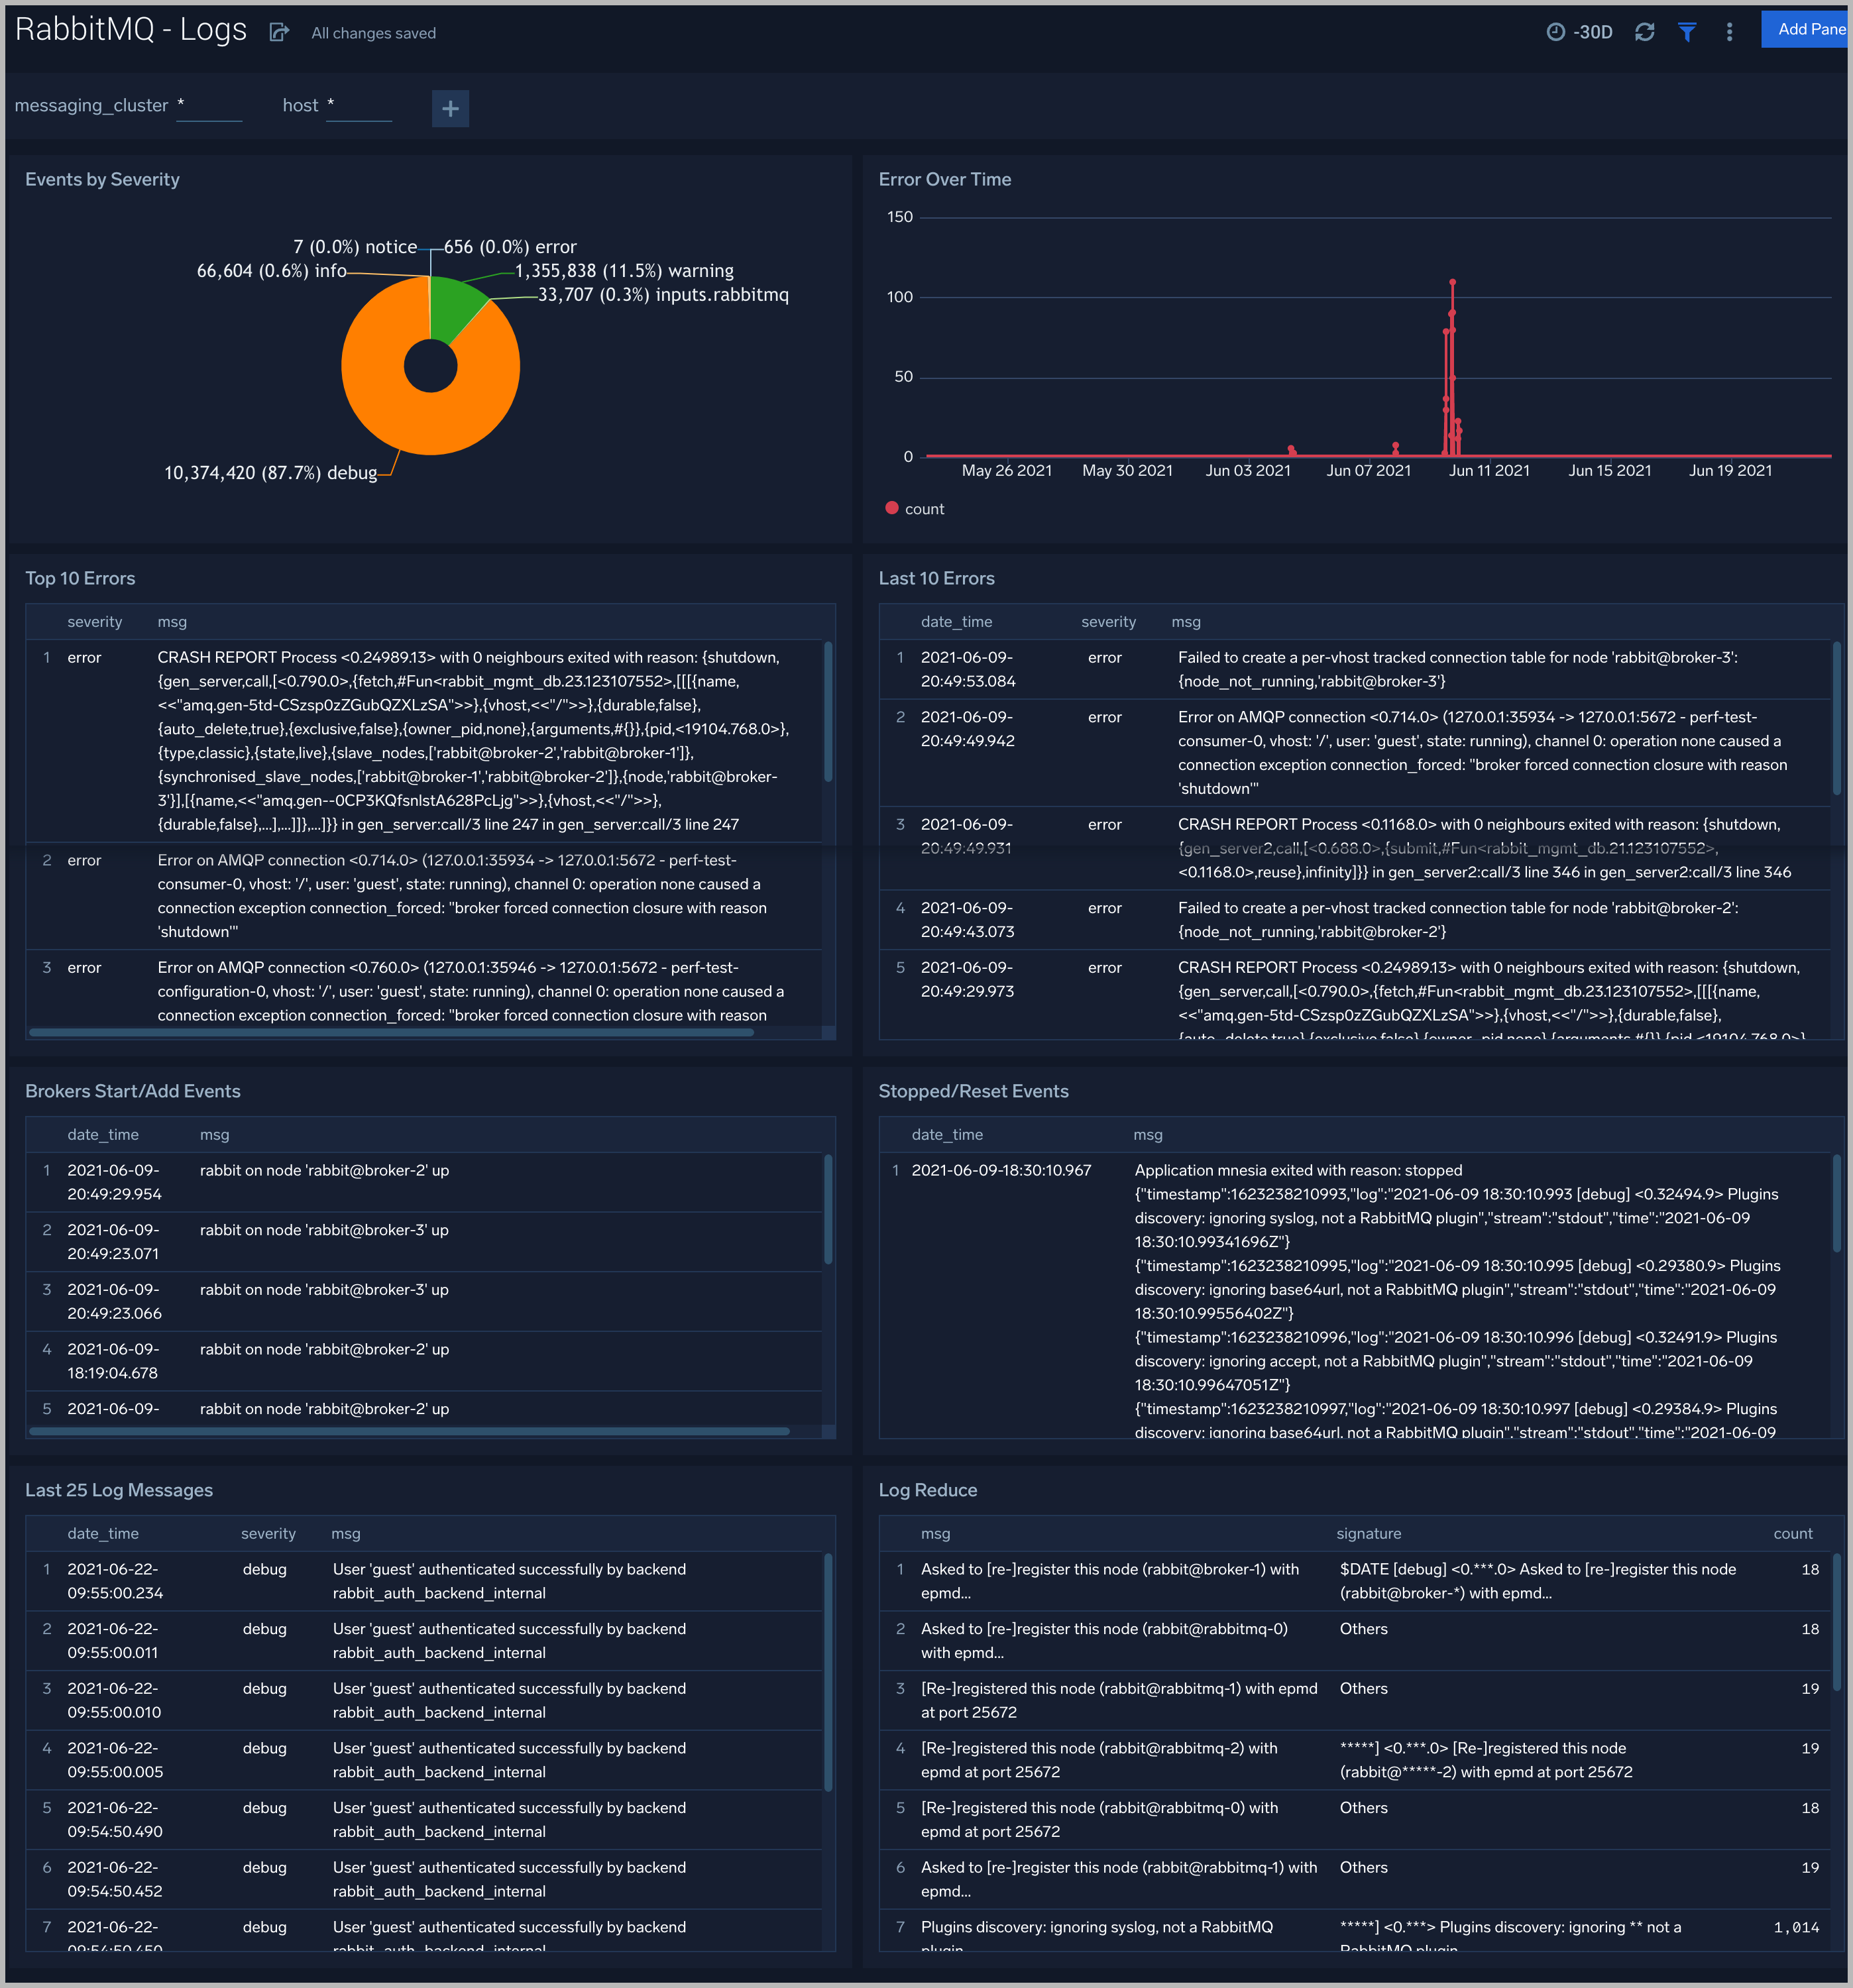 RabbitMQ - Logs
All changes saved
-30D
Add Pane
messaging_cluster *
host *
Events by Severity
7 (0.0%) notice
656 (0.0%) error
66,604 (0.6%) info
1,355,838 (11.5%) warning
33,707 (0.3%) inputs.rabbitmq
10,374,420 (87.7%) debug
Error Over Time
150
100
50
0
May 26 2021
May 30 2021
Jun 03 2021
Jun 07 2021
Jun 11 2021
Jun 15 2021
Jun 19 2021
count
Top 10 Errors
severity msg
1 error CRASH REPORT Process <0.24989.13> with 0 neighbours exited with reason: {shutdown,
{gen_server,call,[<0.790.0>,{fetch,#Fun<rabbit_mgmt_db.23.123107552>,[[[{name,
<<"amq.gen-5td-CSzsp0zZGubQZXLzSA">>},{vhost,<<"/">>},{durable,false},
{auto_delete,true},{exclusive,false},{owner_pid,none},{arguments,#{}},{pid,<19104.768.0>},
{type,classic},{state,live},{slave_nodes,['rabbit@broker-2','rabbit@broker-1']},
{synchronised_slave_nodes,['rabbit@broker-1','rabbit@broker-2']},{node,'rabbit@broker-
3'}],[{name,<<"amq.gen--0CP3KQfsnlstA628PcLjg">>},{vhost,<<"/">>},
{durable,false},...],...]]},...]}} in gen_server:call/3 line 247 in gen_server:call/3 line 247
2 error Error on AMQP connection <0.714.0> (127.0.0.1:35934 -> 127.0.0.1:5672 - perf-test-
consumer-0, vhost: '/', user: 'guest', state: running), channel 0: operation none caused a
connection exception connection_forced: "broker forced connection closure with reason
'shutdown'"
3 error Error on AMQP connection <0.760.0> (127.0.0.1:35946 -> 127.0.0.1:5672 - perf-test-
configuration-0, vhost: '/', user: 'guest', state: running), channel 0: operation none caused a
connection exception connection_forced: "broker forced connection closure with reason
Last 10 Errors
date_time severity msg
1 2021-06-09- error Failed to create a per-vhost tracked connection table for node 'rabbit@broker-3':
20:49:53.084 {node_not_running,'rabbit@broker-3'}
2 2021-06-09- error Error on AMQP connection <0.714.0> (127.0.0.1:35934 -> 127.0.0.1:5672 - perf-test-
20:49:49.942 consumer-0, vhost: '/', user: 'guest', state: running), channel 0: operation none caused a
connection exception connection_forced: "broker forced connection closure with reason
'shutdown'"
3 2021-06-09- error CRASH REPORT Process <0.1168.0> with 0 neighbours exited with reason: {shutdown,
20:49:49.931 {gen_server2,call,[<0.688.0>,{submit,#Fun<rabbit_mgmt_db.21.123107552>,
<0.1168.0>,reuse},infinity]}} in gen_server2:call/3 line 346 in gen_server2:call/3 line 346
4 2021-06-09- error Failed to create a per-vhost tracked connection table for node 'rabbit@broker-2':
20:49:43.073 {node_not_running,'rabbit@broker-2'}
5 2021-06-09- error CRASH REPORT Process <0.24989.13> with 0 neighbours exited with reason: {shutdown,
20:49:29.973 {gen_server,call,[<0.790.0>,{fetch,#Fun<rabbit_mgmt_db.23.123107552>,[[[{name,
<<"amq.gen-5td-CSzsp0zZGubQZXLzSA">>},{vhost,<<"/">>},{durable,false},
{auto_delete,true},{exclusive,false},{owner_pid,none},{arguments,#{}},{pid,<19104.768.0>},
Brokers Start/Add Events
date_time msg
1 2021-06-09- rabbit on node 'rabbit@broker-2' up
20:49:29.954
2 2021-06-09- rabbit on node 'rabbit@broker-3' up
20:49:23.071
3 2021-06-09- rabbit on node 'rabbit@broker-3' up
20:49:23.066
4 2021-06-09- rabbit on node 'rabbit@broker-2' up
18:19:04.678
5 2021-06-09- rabbit on node 'rabbit@broker-2' up
Stopped/Reset Events
date_time msg
1 2021-06-09-18:30:10.967 Application mnesia exited with reason: stopped
{"timestamp":1623238210993,"log":"2021-06-09 18:30:10.993 [debug] <0.32494.9> Plugins
discovery: ignoring syslog, not a RabbitMQ plugin","stream":"stdout","time":"2021-06-09
18:30:10.99341696Z"}
{"timestamp":1623238210995,"log":"2021-06-09 18:30:10.995 [debug] <0.29380.9> Plugins
discovery: ignoring base64url, not a RabbitMQ plugin","stream":"stdout","time":"2021-06-09
18:30:10.99556402Z"}
{"timestamp":1623238210996,"log":"2021-06-09 18:30:10.996 [debug] <0.32491.9> Plugins
discovery: ignoring accept, not a RabbitMQ plugin","stream":"stdout","time":"2021-06-09
18:30:10.99647051Z"}
{"timestamp":1623238210997,"log":"2021-06-09 18:30:10.997 [debug] <0.29384.9> Plugins
discovery: ignoring base64url, not a RabbitMQ plugin","stream":"stdout","time":"2021-06-09
Last 25 Log Messages
date_time severity msg
1 2021-06-22- debug User 'guest' authenticated successfully by backend
09:55:00.234 rabbit_auth_backend_internal
2 2021-06-22- debug User 'guest' authenticated successfully by backend
09:55:00.011 rabbit_auth_backend_internal
3 2021-06-22- debug User 'guest' authenticated successfully by backend
09:55:00.010 rabbit_auth_backend_internal
4 2021-06-22- debug User 'guest' authenticated successfully by backend
09:55:00.005 rabbit_auth_backend_internal
5 2021-06-22- debug User 'guest' authenticated successfully by backend
09:54:50.490 rabbit_auth_backend_internal
6 2021-06-22- debug User 'guest' authenticated successfully by backend
09:54:50.452 rabbit_auth_backend_internal
7 2021-06-22- debug User 'guest' authenticated successfully by backend
09:54:50.450 rabbit_auth_backend_internal
Log Reduce
msg signature count
1 Asked to [re-]register this node (rabbit@broker-1) with $DATE [debug] <0.***.0> Asked to [re-]register this node 18
epmd... (rabbit@broker-*) with epmd...
2 Asked to [re-]register this node (rabbit@rabbitmq-0) Others 18
with epmd...
3 [Re-]registered this node (rabbit@rabbitmq-1) with epmd Others 19
at port 25672
4 [Re-]registered this node (rabbit@rabbitmq-2) with *****] <0.***.0> [Re-]registered this node 19
epmd at port 25672 (rabbit@*****-2) with epmd at port 25672
5 [Re-]registered this node (rabbit@rabbitmq-0) with Others 18
epmd at port 25672
6 Asked to [re-]register this node (rabbit@rabbitmq-1) with Others 19
epmd...
7 Plugins discovery: ignoring syslog, not a RabbitMQ *****] <0.***> Plugins discovery: ignoring ** not a 1,014
plugin RabbitMQ plugin